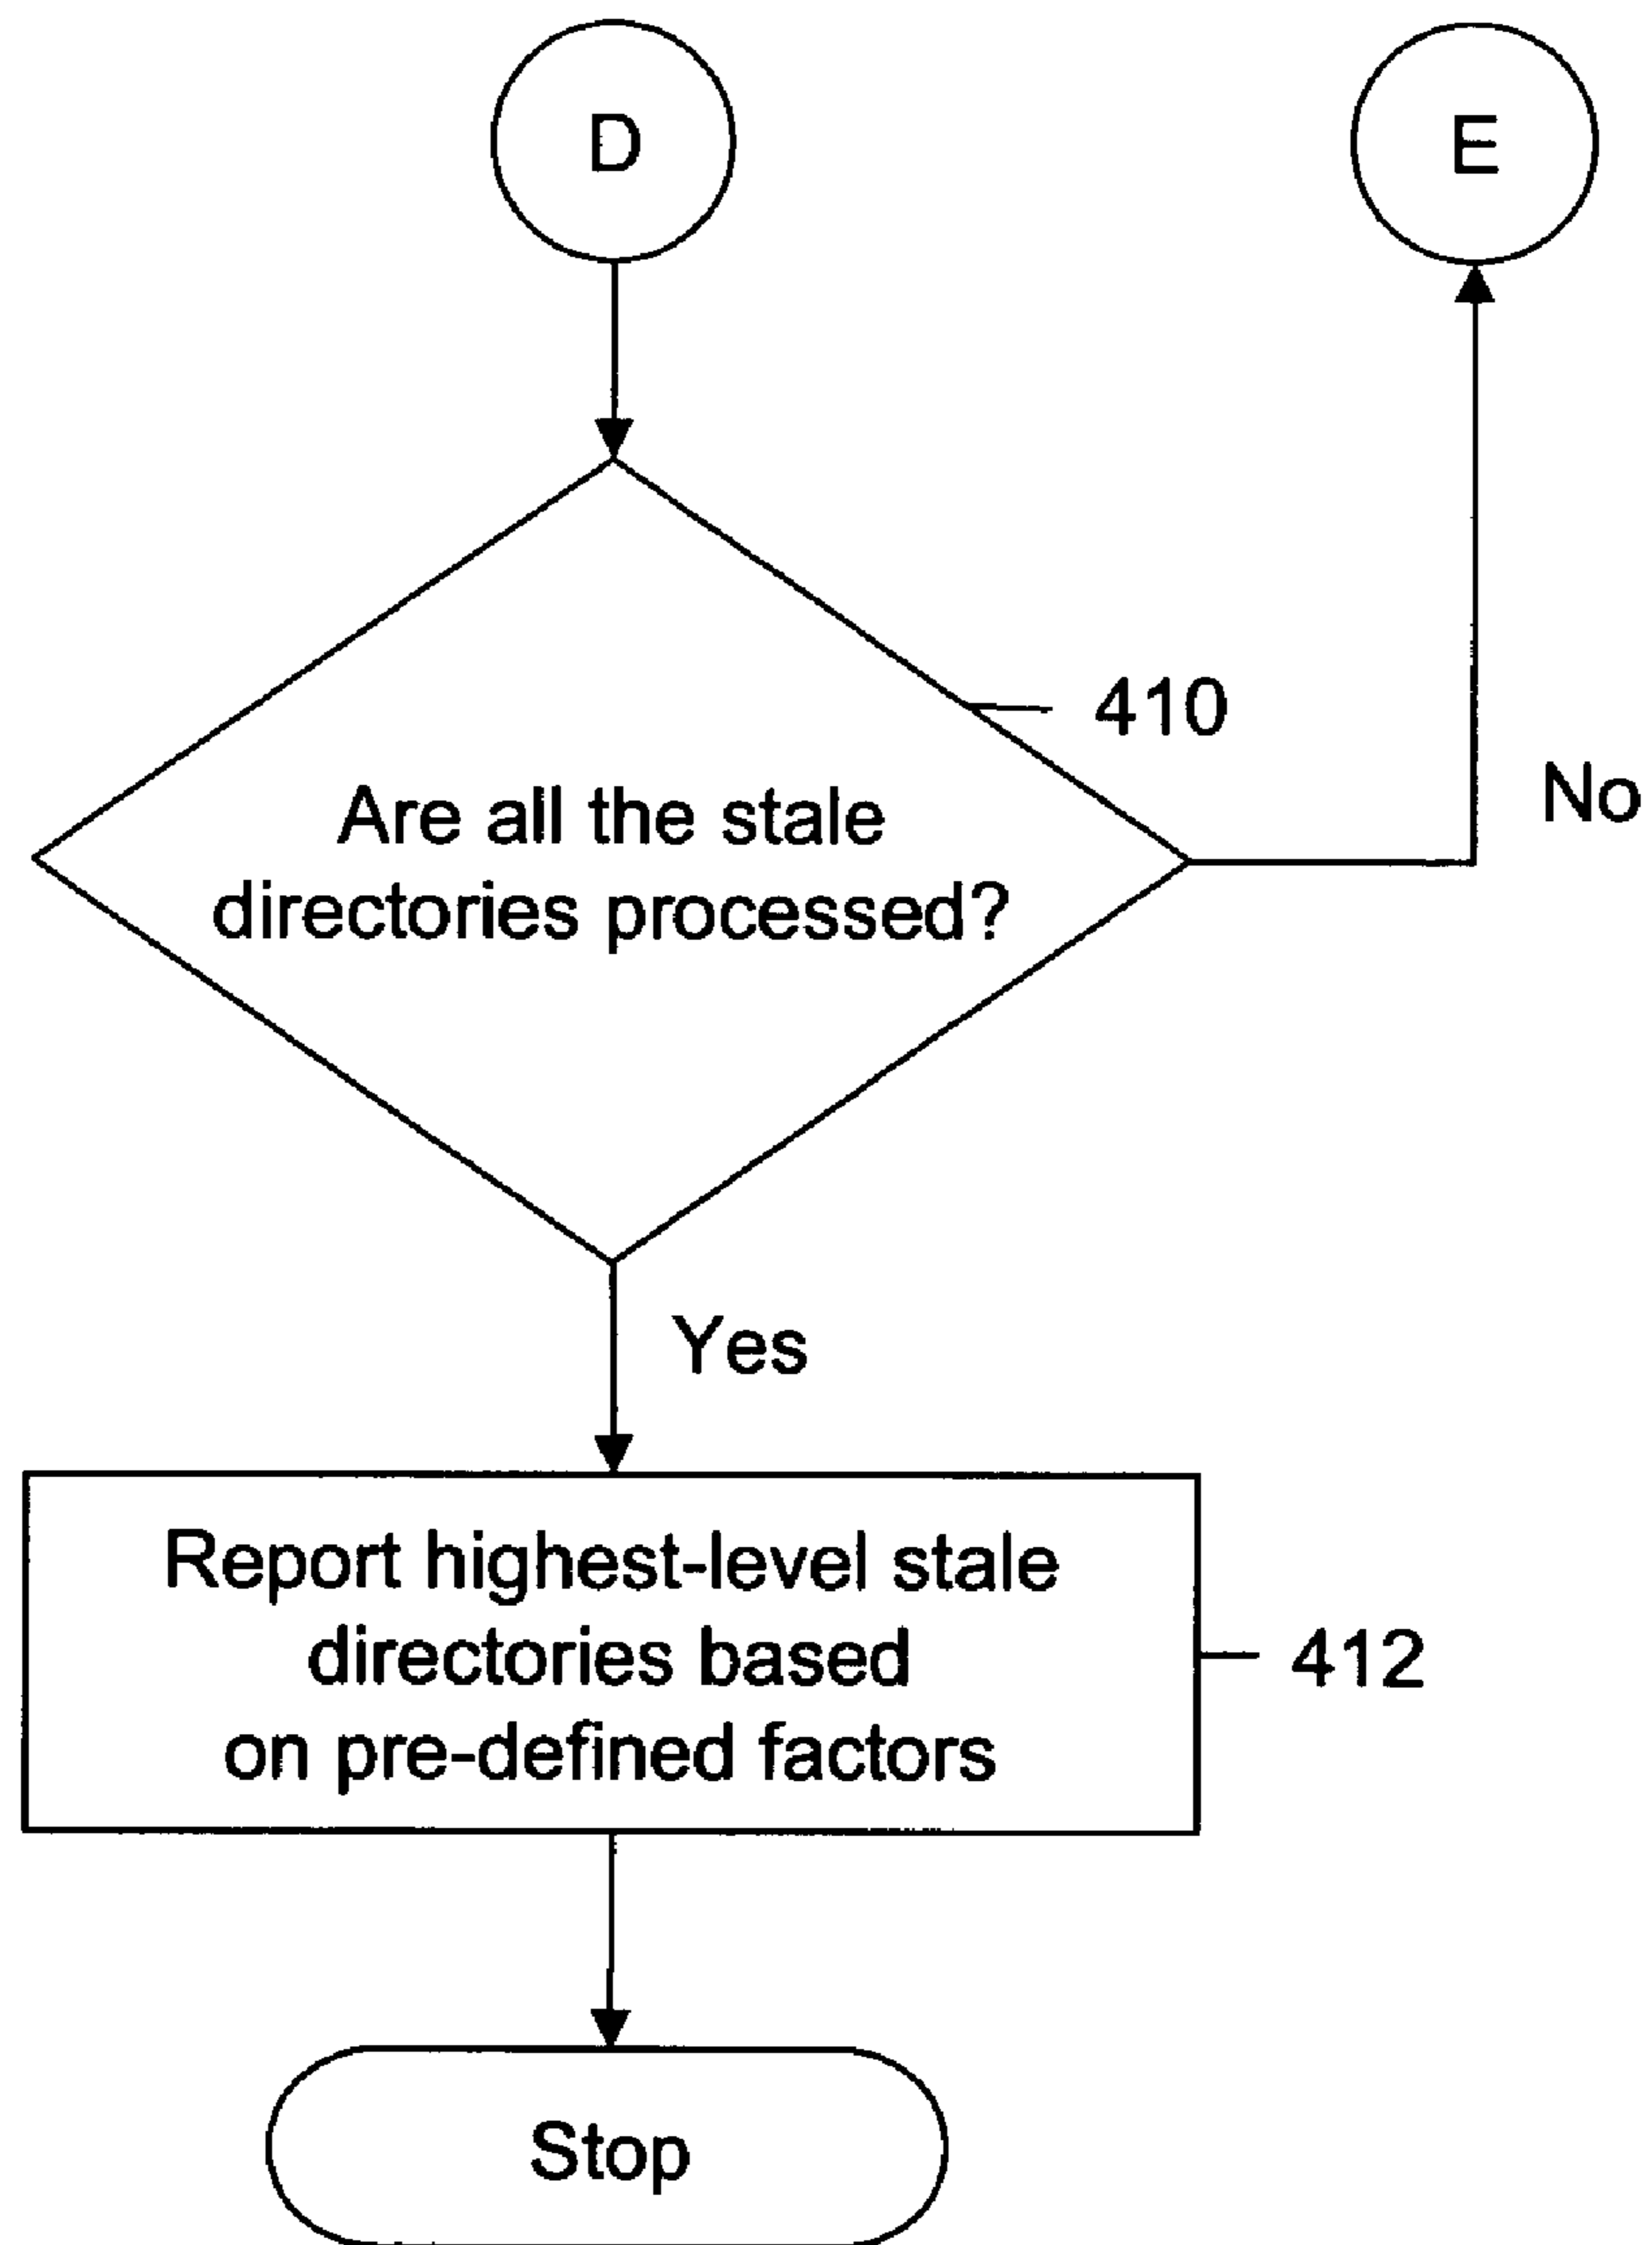 D
E
410
Are all the stale
directories processed?
No
Yes
Report highest-level stale
directories based
on pre-defined factors
412
Stop